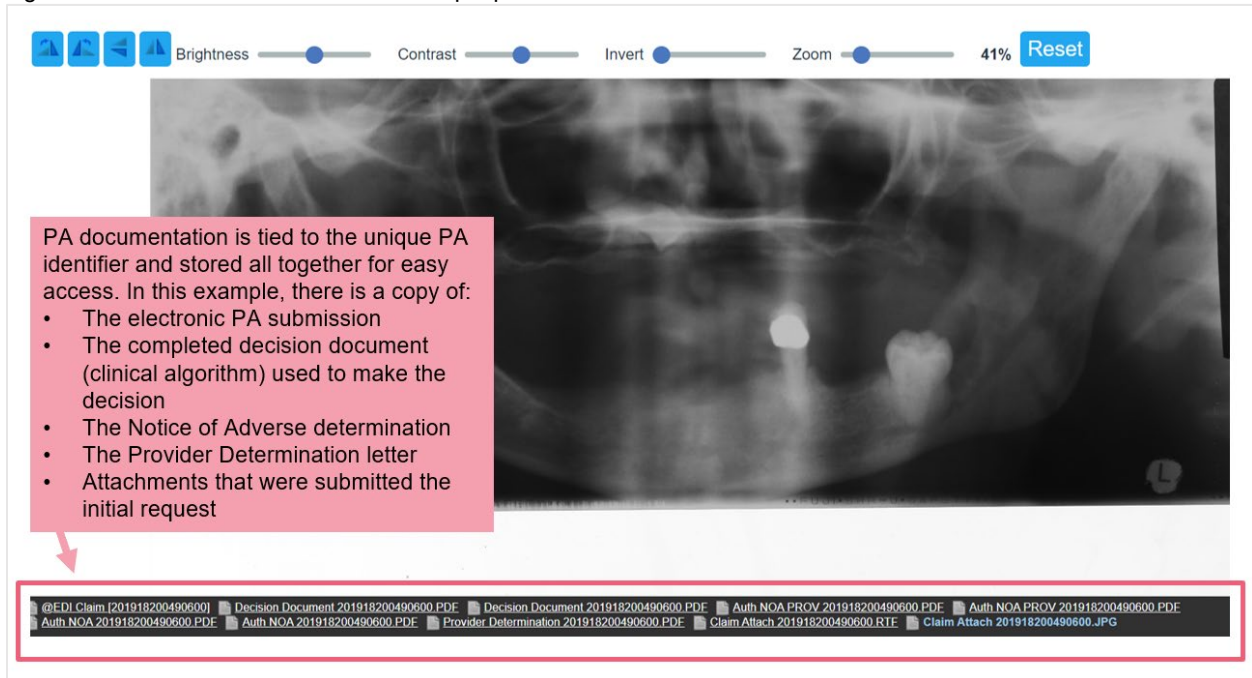 Brightness Contrast Invert Zoom 41% Reset
PA documentation is tied to the unique PA
identifier and stored all together for easy
access. In this example, there is a copy of:
• The electronic PA submission
• The completed decision document
(clinical algorithm) used to make the
decision
• The Notice of Adverse determination
• The Provider Determination letter
• Attachments that were submitted the
initial request
L
@EDI Claim [201918200490600] Decision Document 201918200490600.PDF Decision Document 201918200490600.PDF Auth NOA PROV 201918200490600.PDF Auth NOA PROV 201918200490600.PDF
Auth NOA 201918200490600.PDF Auth NOA 201918200490600.PDF Provider Determination 201918200490600.PDF Claim Attach 201918200490600.RTF Claim Attach 201918200490600.JPG